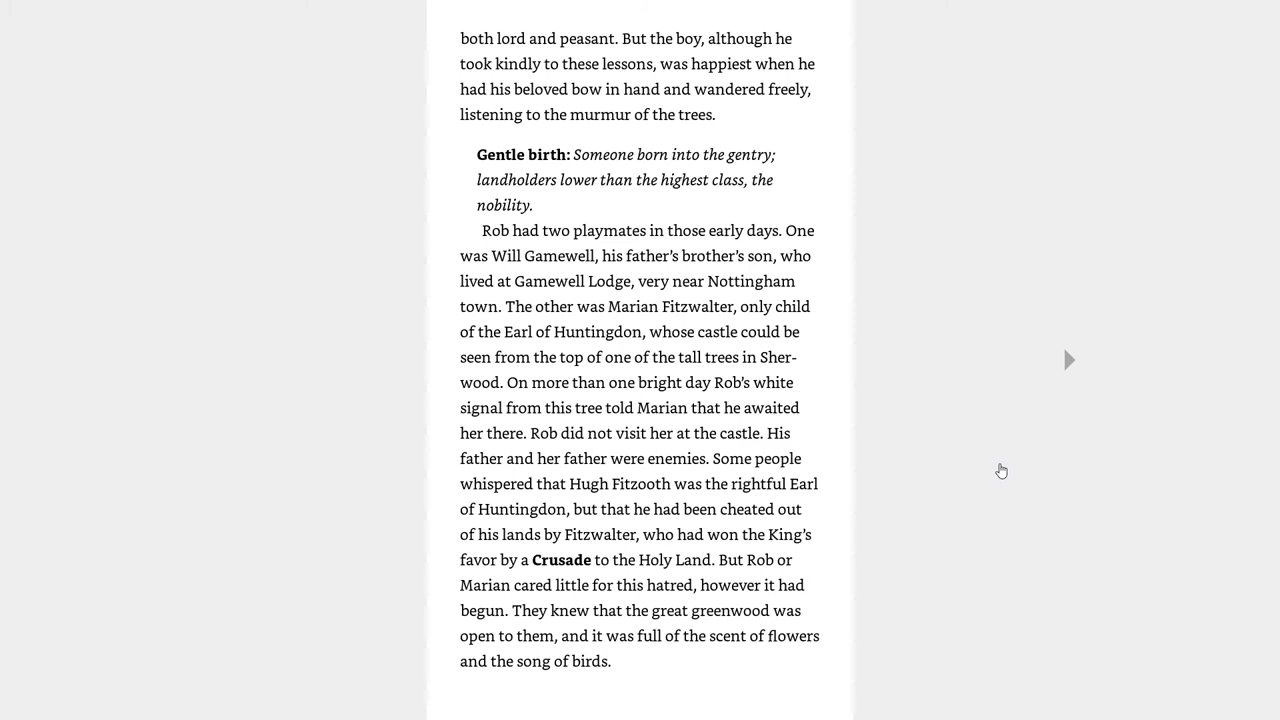 both lord and peasant. But the boy, although he
took kindly to these lessons, was happiest when he
had his beloved bow in hand and wandered freely,
listening to the murmur of the trees.
Gentle birth: Someone born into the gentry;
landholders lower than the highest class, the
nobility.
Rob had two playmates in those early days. One
was Will Gamewell, his father’s brother’s son, who
lived at Gamewell Lodge, very near Nottingham
town. The other was Marian Fitzwalter, only child
of the Earl of Huntingdon, whose castle could be
seen from the top of one of the tall trees in Sher-
wood. On more than one bright day Rob’s white
signal from this tree told Marian that he awaited
her there. Rob did not visit her at the castle. His
father and her father were enemies. Some people
whispered that Hugh Fitzooth was the rightful Earl
of Huntingdon, but that he had been cheated out
of his lands by Fitzwalter, who had won the King’s
favor by a Crusade to the Holy Land. But Rob or
Marian cared little for this hatred, however it had
begun. They knew that the great greenwood was
open to them, and it was full of the scent of flowers
and the song of birds.